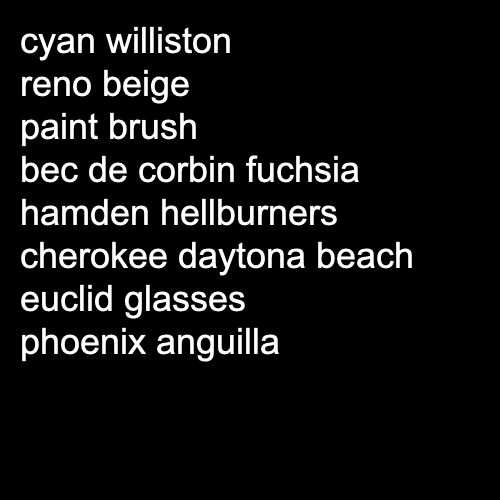 cyan williston
reno beige
paint brush
bec de corbin fuchsia
hamden hellburners
cherokee daytona beach
euclid glasses
phoenix anguilla